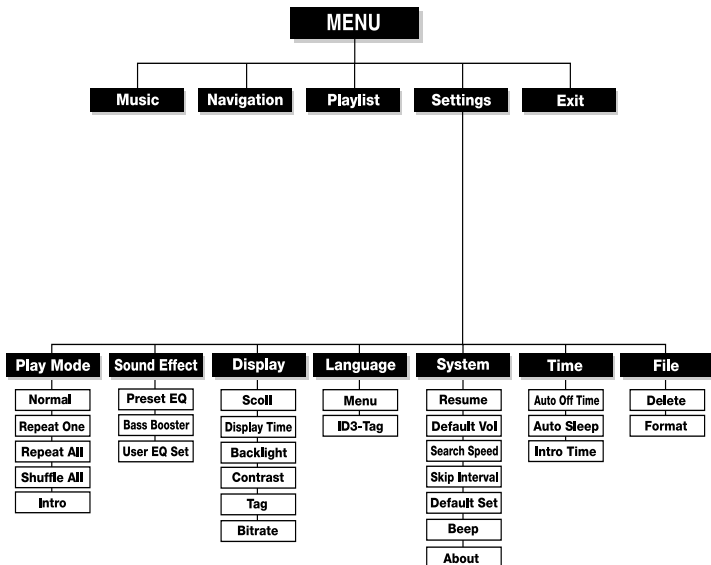 MENU
Music
Navigation
Playlist
Settings
Exit
Play Mode
Normal
Repeat One
Repeat All
Shuffle All
Intro
Sound Effect
Preset EQ
Bass Booster
User EQ Set
Display
Scoll
Display Time
Backlight
Contrast
Tag
Bitrate
Language
Menu
ID3-Tag
System
Resume
Default Vol
Search Speed
Skip Interval
Default Set
Beep
About
Time
Auto Off Time
Auto Sleep
Intro Time
File
Delete
Format